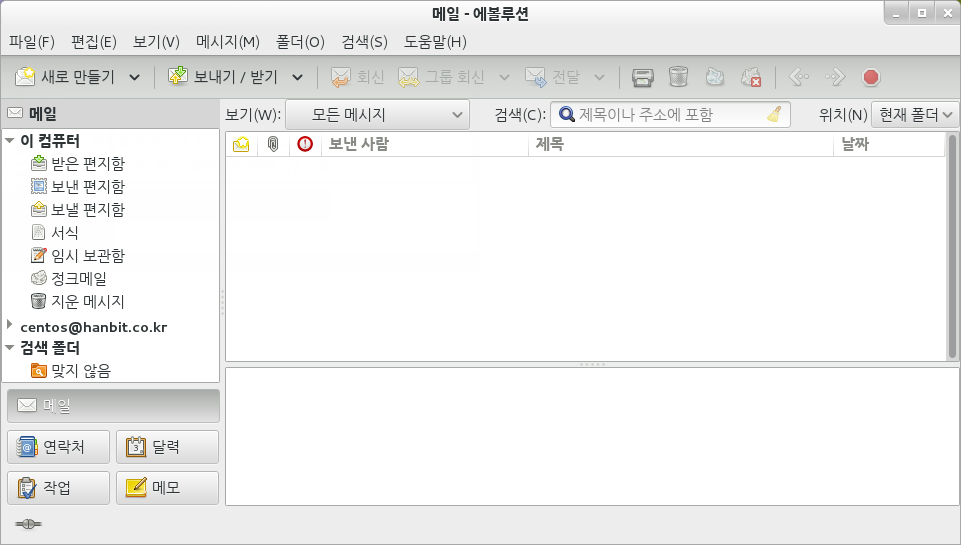 메일 - 에볼루션
파일(F) 편집(E) 보기(V) 메시지(M) 폴더(O) 검색(S) 도움말(H)
새로 만들기 보내기 / 받기 회신 그룹 회신 전달
메일
보기(W): 모든 메시지 검색(C): 제목이나 주소에 포함 위치(N) 현재 폴더
이 컴퓨터
받은 편지함
보낸 편지함
보낼 편지함
서식
임시 보관함
정크메일
지운 메시지
centos@hanbit.co.kr
검색 폴더
맞지 않음
보낸 사람 제목 날짜
메일
연락처 달력
작업 메모